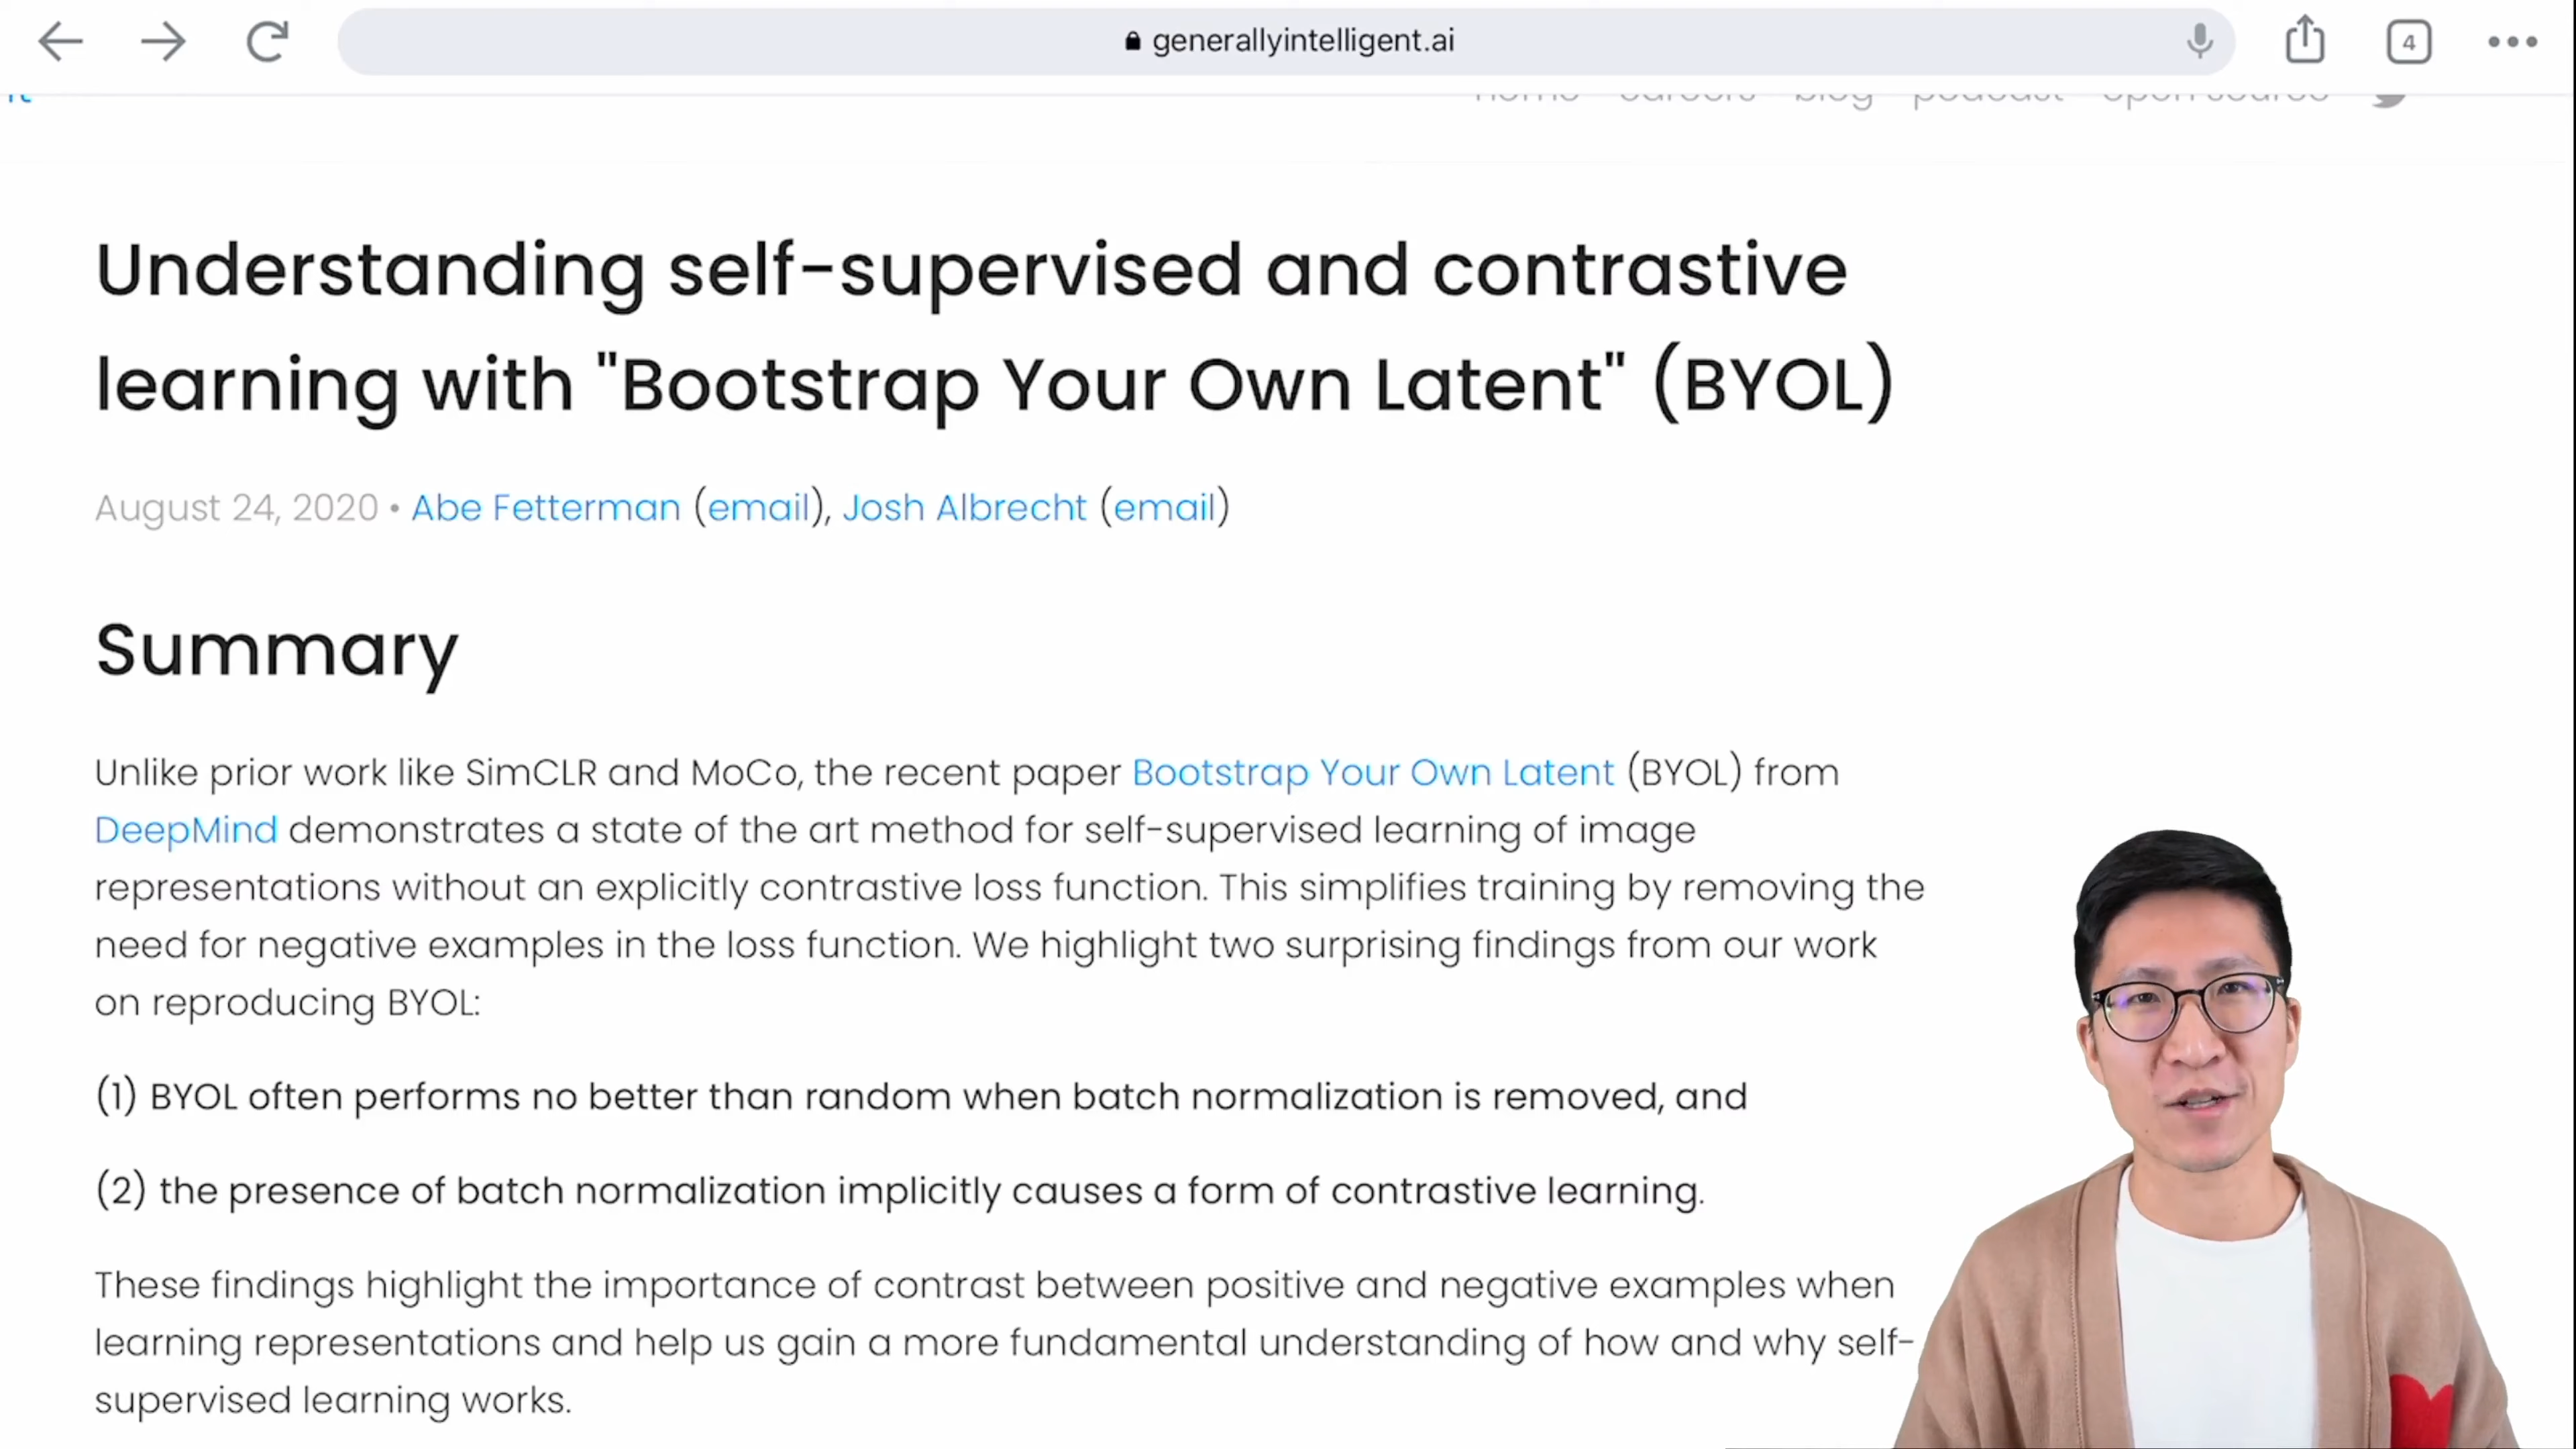 generallyintelligent.ai
4
home careers blog podcast open source
Understanding self-supervised and contrastive
learning with "Bootstrap Your Own Latent" (BYOL)
August 24, 2020 • Abe Fetterman (email), Josh Albrecht (email)
Summary
Unlike prior work like SimCLR and MoCo, the recent paper Bootstrap Your Own Latent (BYOL) from
DeepMind demonstrates a state of the art method for self-supervised learning of image
representations without an explicitly contrastive loss function. This simplifies training by removing the
need for negative examples in the loss function. We highlight two surprising findings from our work
on reproducing BYOL:
(1) BYOL often performs no better than random when batch normalization is removed, and
(2) the presence of batch normalization implicitly causes a form of contrastive learning.
These findings highlight the importance of contrast between positive and negative examples when
learning representations and help us gain a more fundamental understanding of how and why self-
supervised learning works.